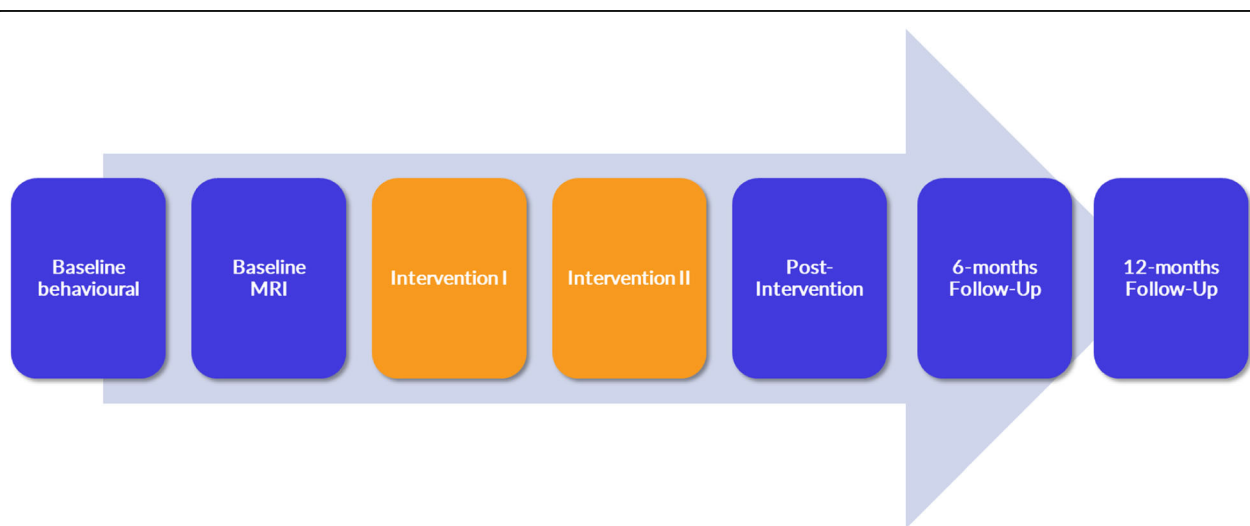 Baseline
behavioural
Baseline
MRI
Intervention I
Intervention II
Post-
Intervention
6-months
Follow-Up
12-months
Follow-Up